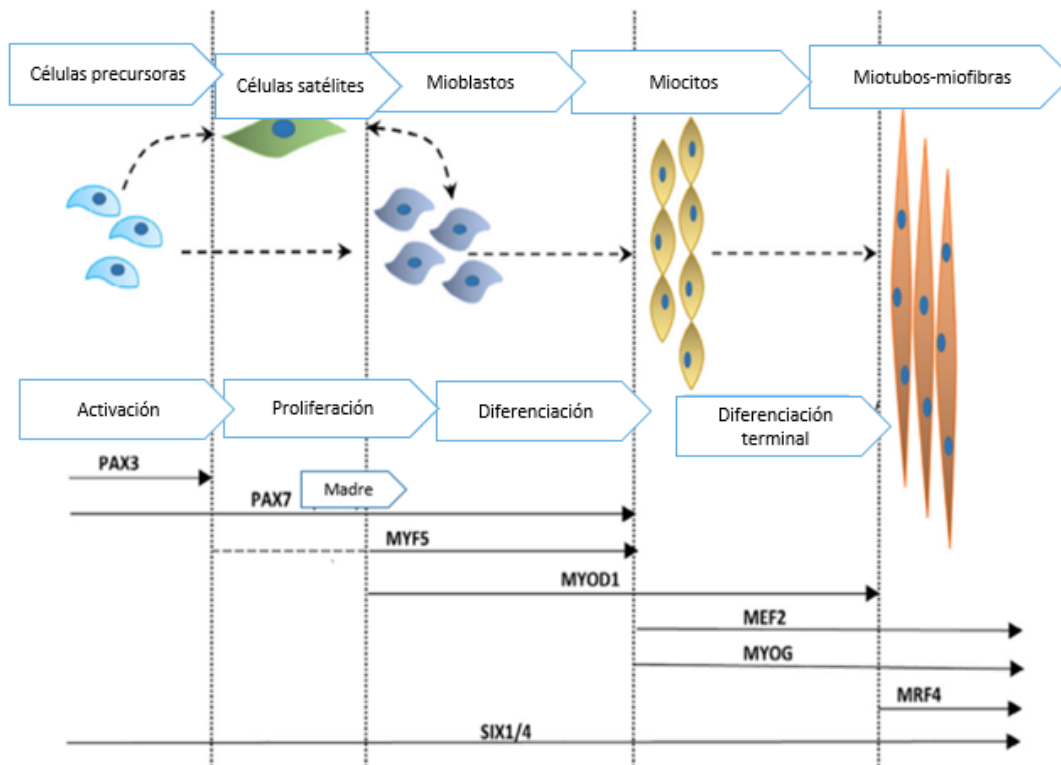 Células precursoras
Células satélites
Mioblastos
Miocitos
Miotubos-miofibras
Activación
Proliferación
Diferenciación
Diferenciación
terminal
PAX3
Madre
PAX7
MYF5
MYOD1
MEF2
MYOG
MRF4
SIX1/4